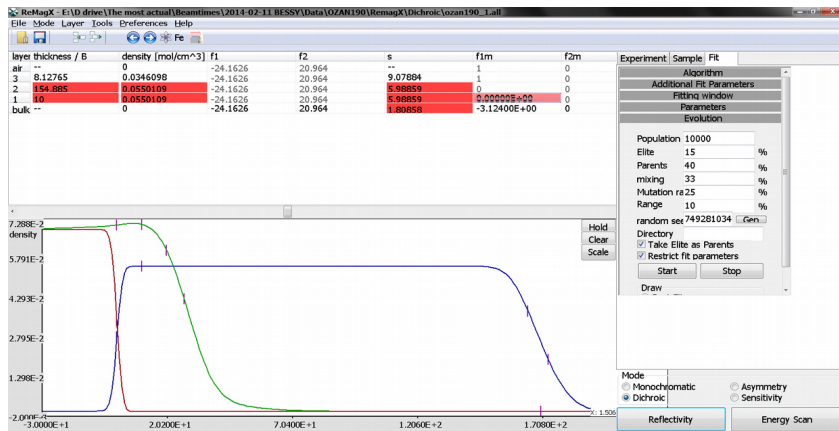 ReMagX - E:\D drive\The most actual\Beamtimes\2014-02-11 BESSY\Data\OZAN190\RemagX\Dichroic\ozan190_1.all
File Mode Layer Tools Preferences Help
Fe
layer thickness / B density [mol/cm^3] f1 f2 s f1m f2m
air -- 0 -24.1626 20.964 -- 1 0
3 8.12765 0.0346098 -24.1626 20.964 9.07884 1 0
2 154.885 0.0550109 -24.1626 20.964 5.98859 0 0
1 10 0.0550109 -24.1626 20.964 5.98859 0.00000E+00 0
bulk -- 0 -24.1626 20.964 1.80858 -3.12400E+00 0
Experiment Sample Fit
Algorithm
Additional Fit Parameters
Fitting window
Parameters
Evolution
Population 10000
Elite 15 %
Parents 40 %
mixing 33 %
Mutation ra 25 %
Range 10 %
random see 749281034 Gen
Directory
Take Elite as Parents
Restrict fit parameters
Start Stop
Draw
7.288E-2
density
5.791E-2
4.293E-2
2.795E-2
1.298E-2
-2.000E-4
-3.0000E+1 2.0200E+1 7.0400E+1 1.2060E+2 1.7080E+2
Hold
Clear
Scale
X: 1.506
Mode
Monochromatic Asymmetry
Dichroic Sensitivity
Reflectivity Energy Scan